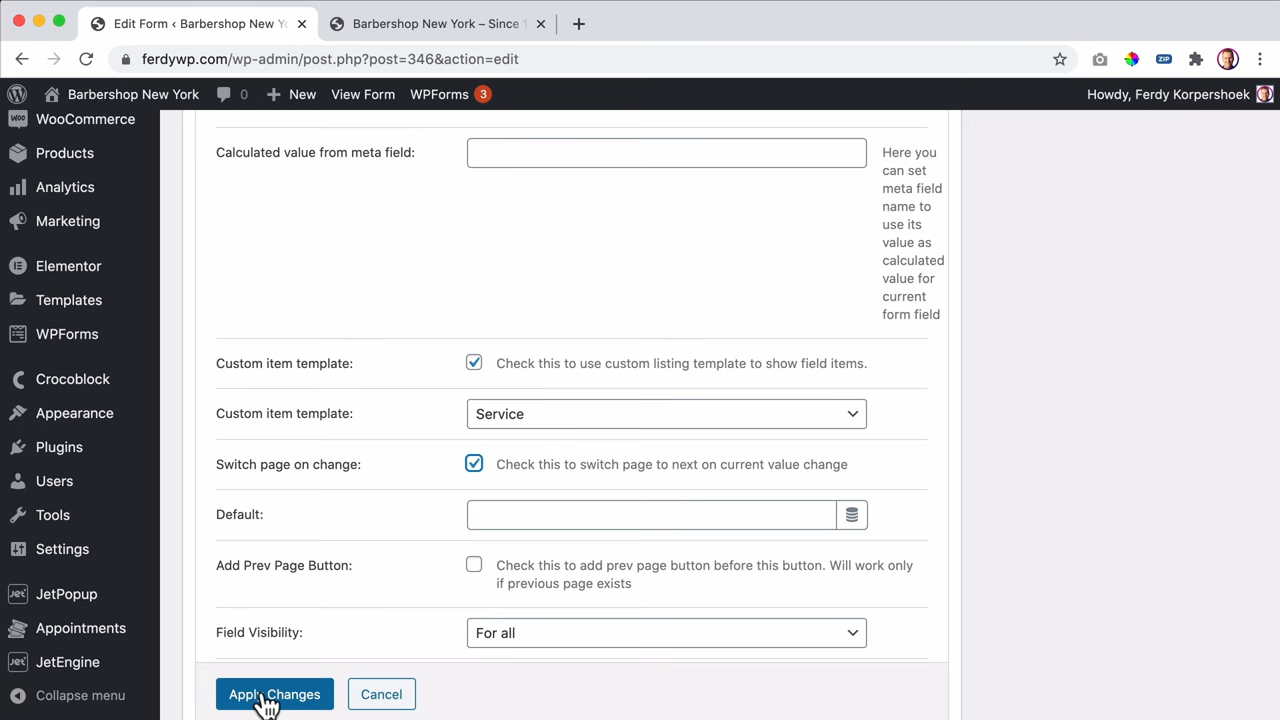 Edit Form ‹ Barbershop New Yo
Barbershop New York – Since 1
ferdywp.com/wp-admin/post.php?post=346&action=edit
ZIP
Barbershop New York
0
New
View Form
WPForms 3
Howdy, Ferdy Korpershoek
WooCommerce
Products
Analytics
Marketing
Elementor
Templates
WPForms
Crocoblock
Appearance
Plugins
Users
Tools
Settings
JetPopup
Appointments
JetEngine
Collapse menu
Calculated value from meta field:
Here you
can set
meta field
name to
use its
value as
calculated
value for
current
form field
Custom item template:
Check this to use custom listing template to show field items.
Custom item template:
Service
Switch page on change:
Check this to switch page to next on current value change
Default:
Add Prev Page Button:
Check this to add prev page button before this button. Will work only
if previous page exists
Field Visibility:
For all
Apply Changes
Cancel